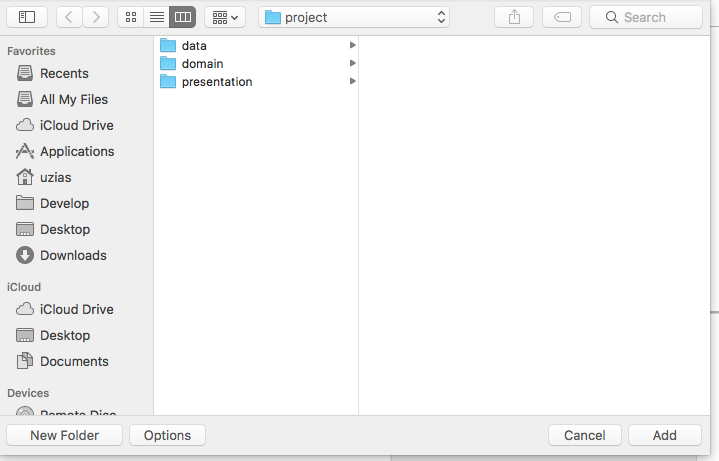 project
Search
Favorites
Recents
All My Files
iCloud Drive
Applications
uzias
Develop
Desktop
Downloads
iCloud
iCloud Drive
Desktop
Documents
Devices
Remote Disc
data
domain
presentation
New Folder
Options
Cancel
Add